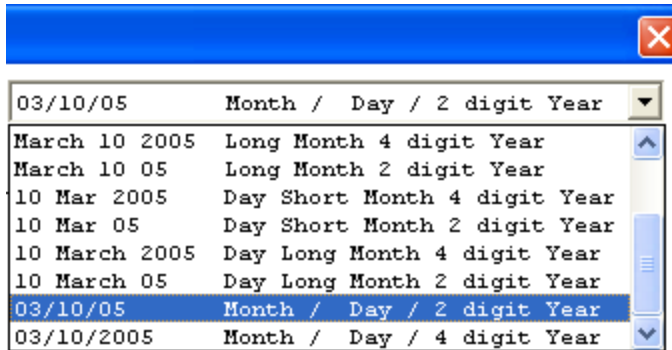 03/10/05 Month / Day / 2 digit Year
March 10 2005 Long Month 4 digit Year
March 10 05 Long Month 2 digit Year
10 Mar 2005 Day Short Month 4 digit Year
10 Mar 05 Day Short Month 2 digit Year
10 March 2005 Day Long Month 4 digit Year
10 March 05 Day Long Month 2 digit Year
03/10/05 Month / Day / 2 digit Year
03/10/2005 Month / Day / 4 digit Year